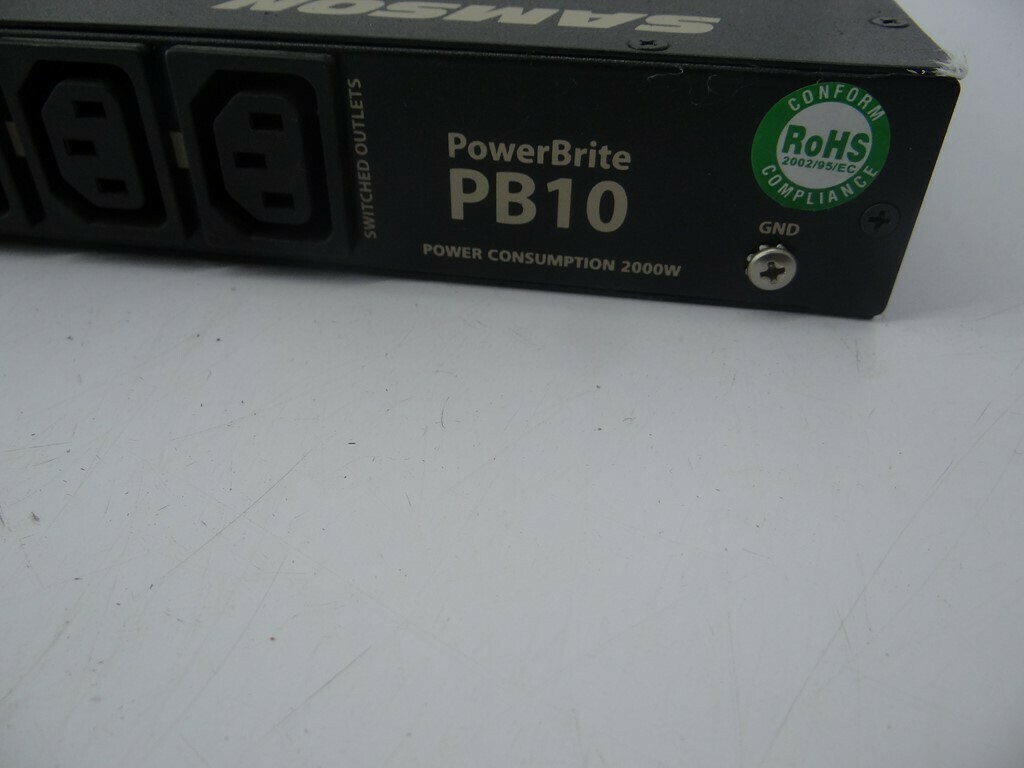 SAMSON
SWITCHED OUTLETS
PowerBrite
PB10
POWER CONSUMPTION 2000W
CONFORM
RoHS
2002/95/EC
COMPLIANCE
GND